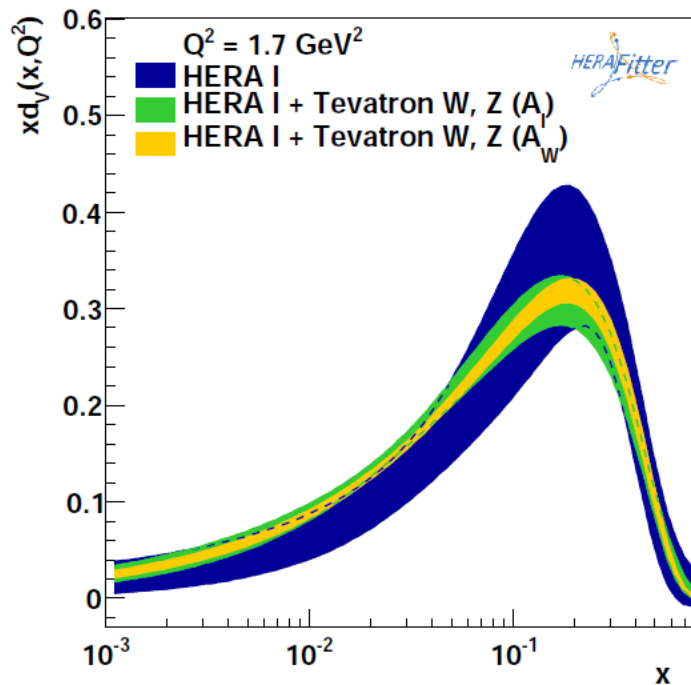 0.6
Q² = 1.7 GeV²
HERA I
HERA I + Tevatron W, Z (A_l)
HERA I + Tevatron W, Z (A_W)
HERAFitter
xd_V(x,Q²)
0.5
0.4
0.3
0.2
0.1
0
10⁻³
10⁻²
10⁻¹
x